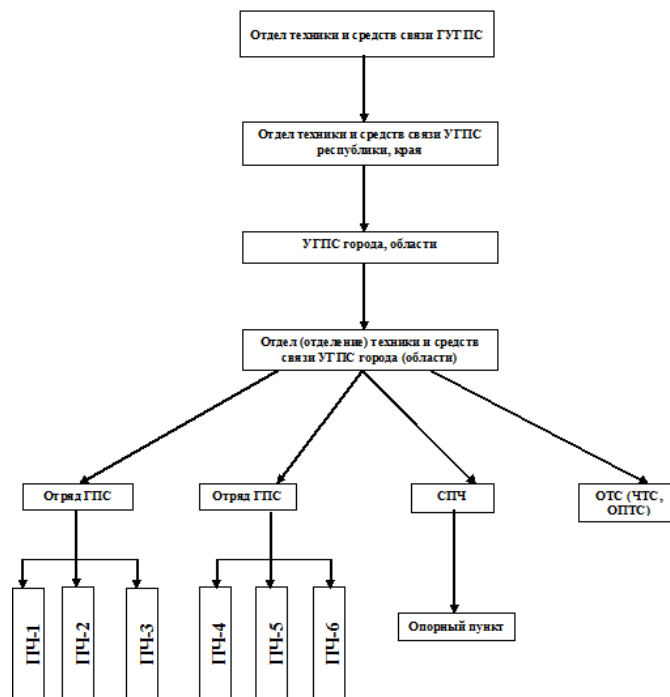 Отдел техники и средств связи ГУГПС
Отдел техники и средств связи УГПС
республики, края
УГПС города, области
Отдел (отделение) техники и средств
связи УГПС города (области)
Отряд ГПС
Отряд ГПС
СПЧ
ОТС (ЧТС,
ОПТС)
ПЧ-1
ПЧ-2
ПЧ-3
ПЧ-4
ПЧ-5
ПЧ-6
Опорный пункт